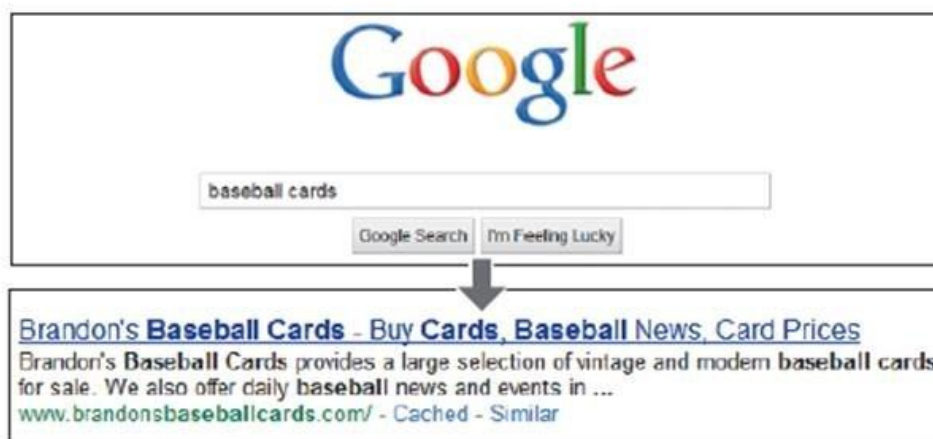 Google
baseball cards
Google Search I'm Feeling Lucky
Brandon's Baseball Cards - Buy Cards, Baseball News, Card Prices
Brandon's Baseball Cards provides a large selection of vintage and modern baseball cards
for sale. We also offer daily baseball news and events in ...
www.brandonsbaseballcards.com/ - Cached - Similar